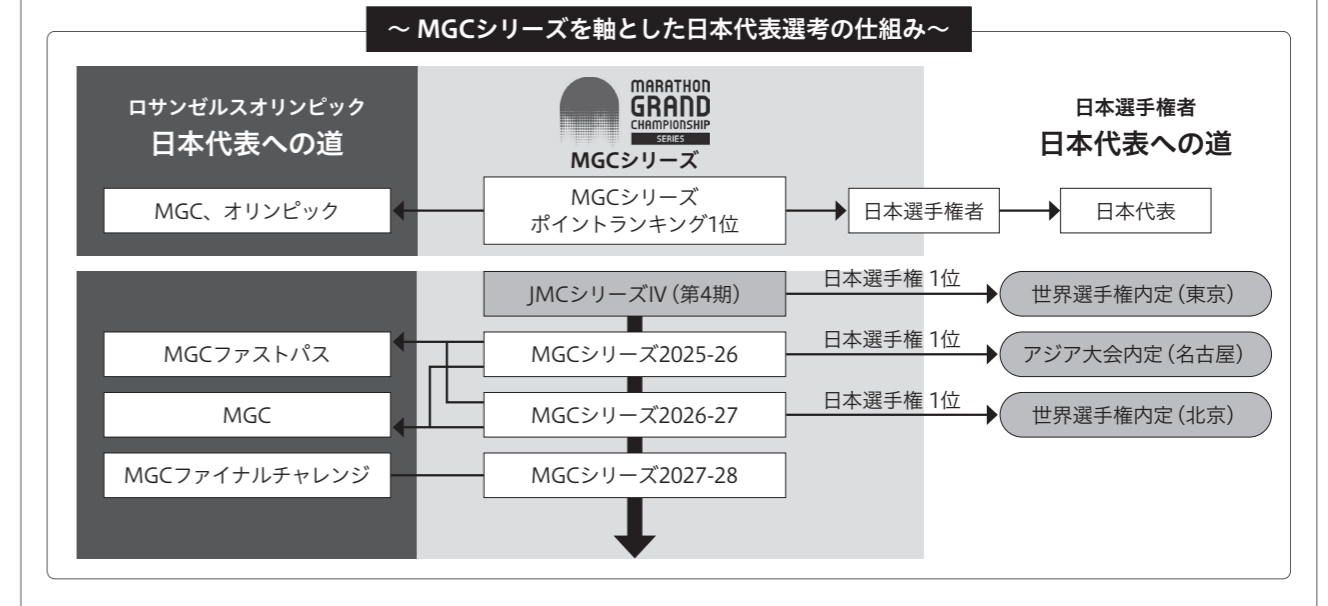 ～ MGCシリーズを軸とした日本代表選考の仕組み～
ロサンゼルスオリンピック
日本代表への道
MARATHON
GRAND
CHAMPIONSHIP
SERIES
MGCシリーズ
日本選手権者
日本代表への道
MGC、オリンピック
MGCシリーズ
ポイントランキング1位
日本選手権者
日本代表
JMCシリーズIV（第4期）
日本選手権 1位
世界選手権内定（東京）
MGCファストパス
MGCシリーズ2025-26
日本選手権 1位
アジア大会内定（名古屋）
MGC
MGCシリーズ2026-27
日本選手権 1位
世界選手権内定（北京）
MGCファイナルチャレンジ
MGCシリーズ2027-28